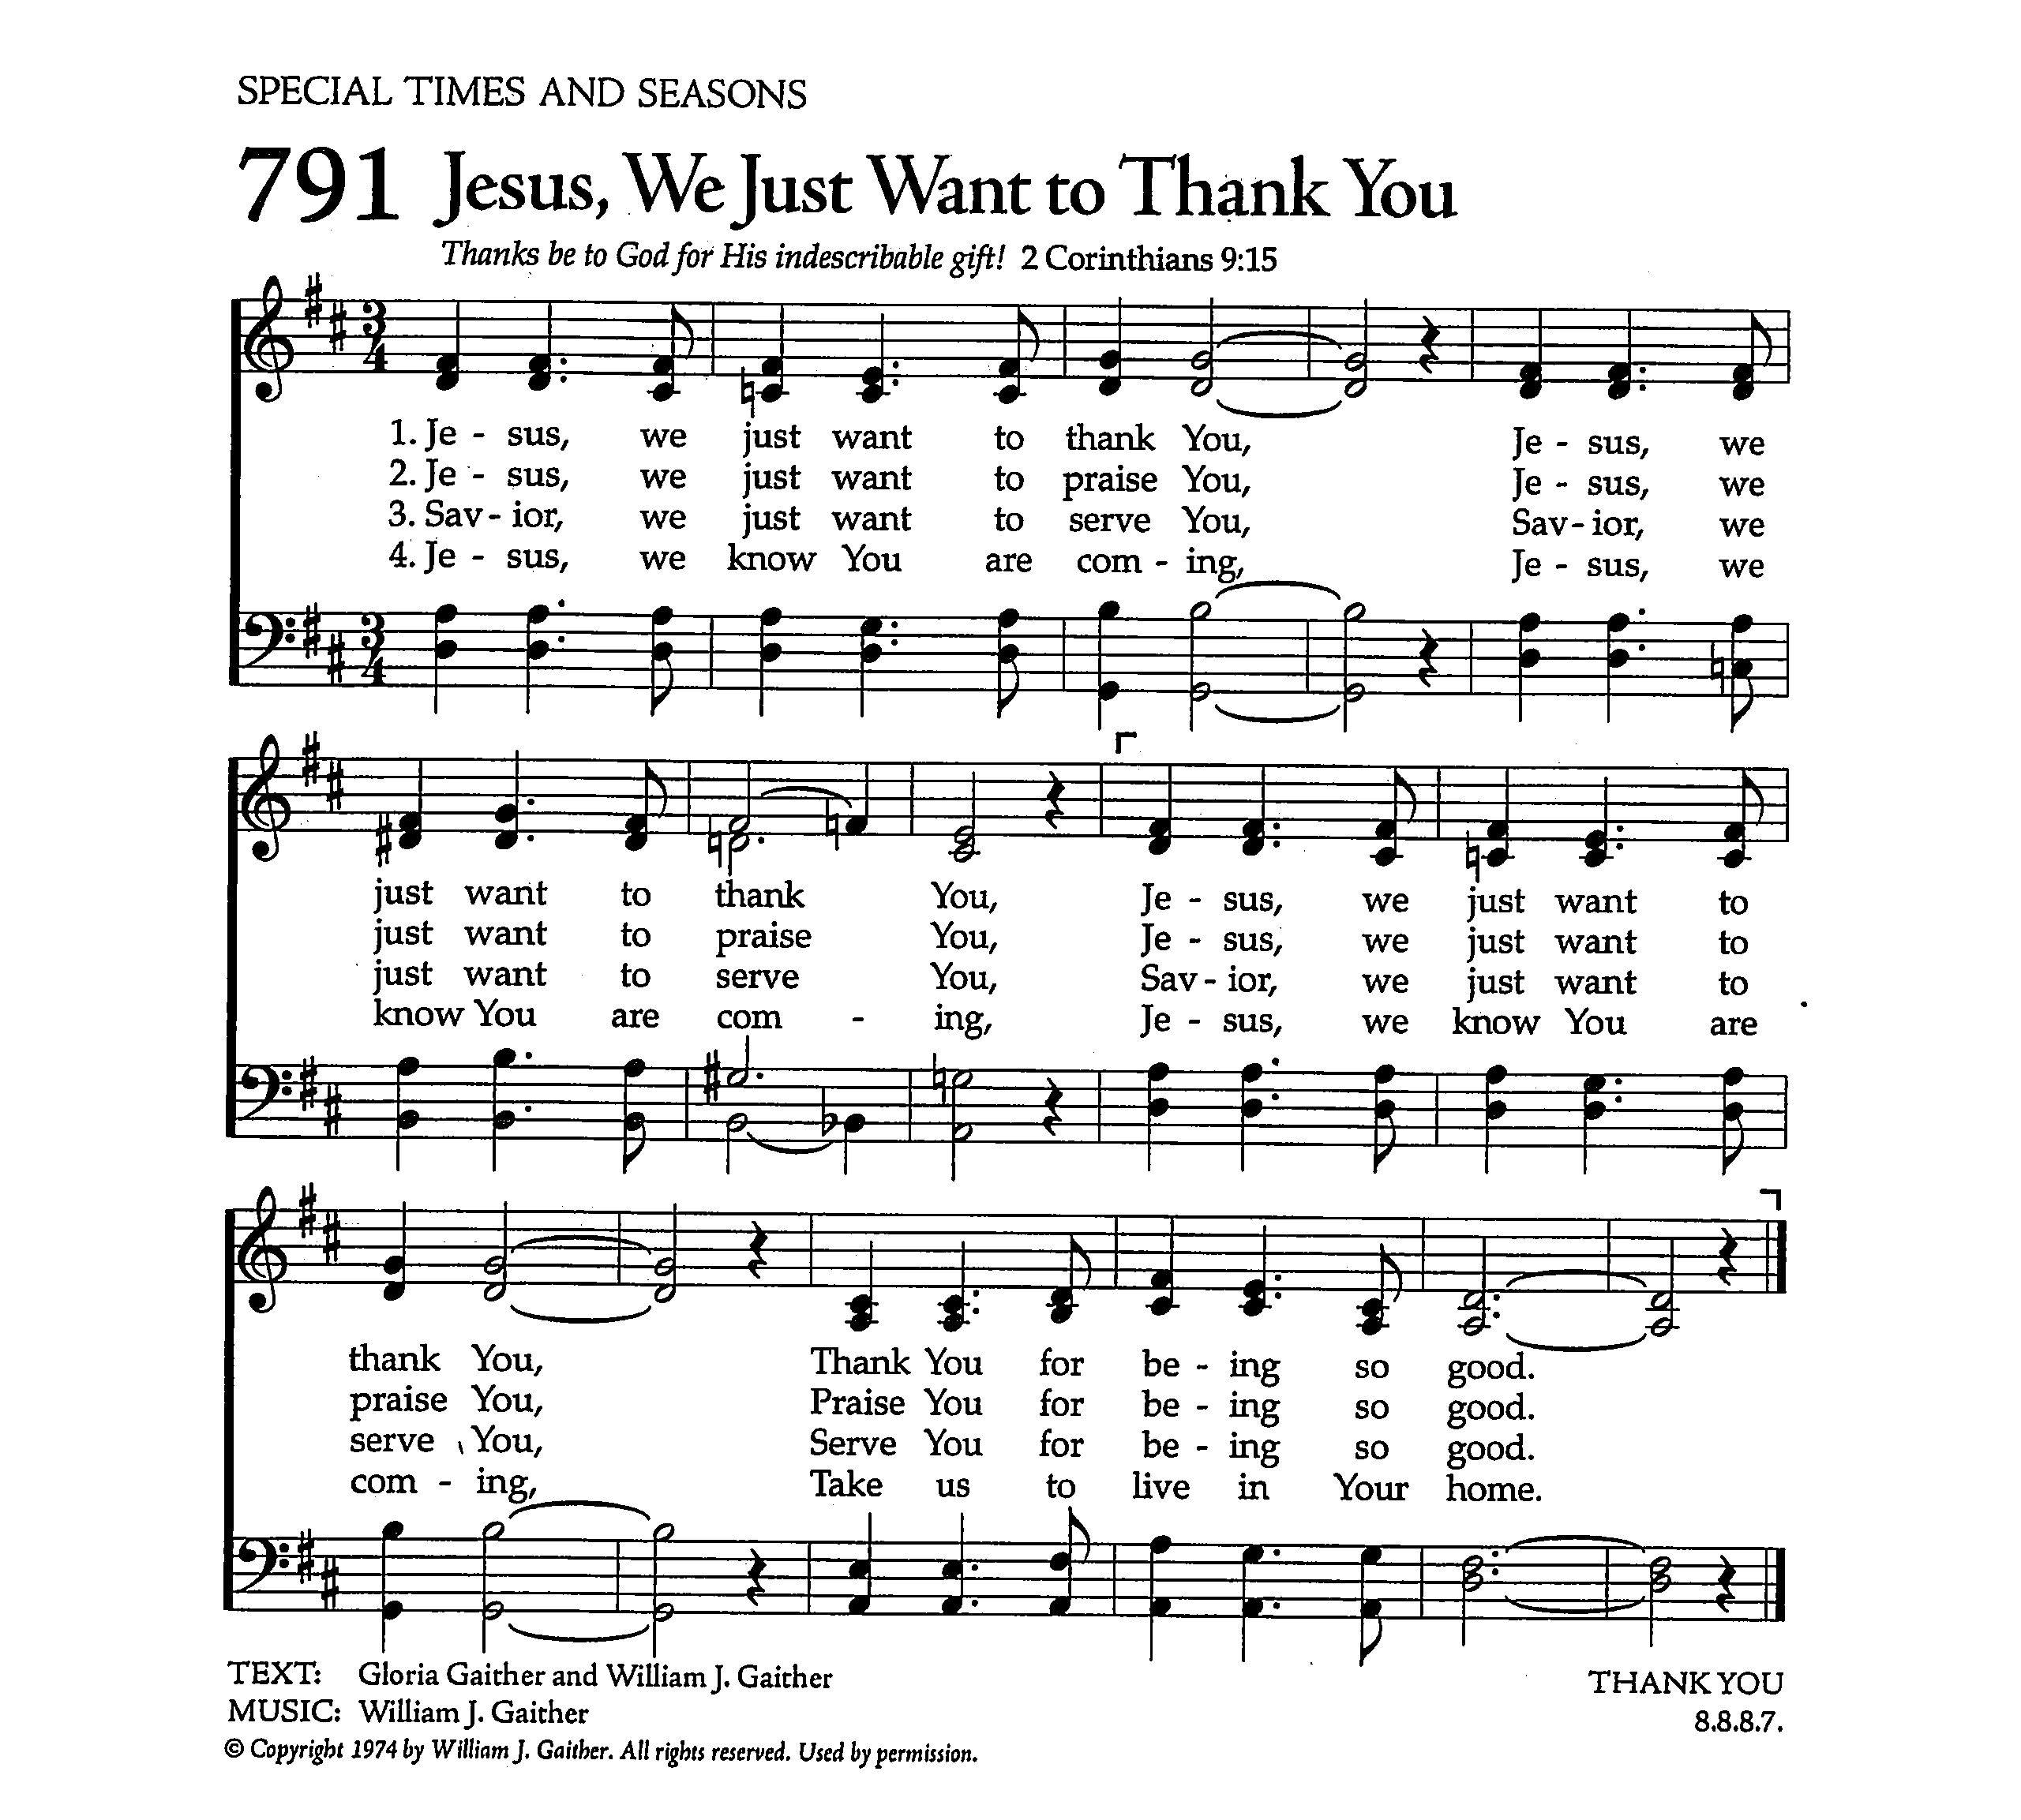 SPECIAL TIMES AND SEASONS
791 Jesus, We Just Want to Thank You
Thanks be to God for His indescribable gift! 2 Corinthians 9:15
3 4
1. Je - sus, we just want to thank You, Je - sus, we
2. Je - sus, we just want to praise You, Je - sus, we
3. Sav - ior, we just want to serve You, Sav - ior, we
4. Je - sus, we know You are com - ing, Je - sus, we
3 4
just want to thank You, Je - sus, we just want to
just want to praise You, Je - sus, we just want to
just want to serve You, Sav - ior, we just want to
know You are com - ing, Je - sus, we know You are
thank You, Thank You for be - ing so good.
praise You, Praise You for be - ing so good.
serve You, Serve You for be - ing so good.
com - ing, Take us to live in Your home.
TEXT: Gloria Gaither and William J. Gaither THANK YOU
MUSIC: William J. Gaither 8.8.8.7.
© Copyright 1974 by William J. Gaither. All rights reserved. Used by permission.